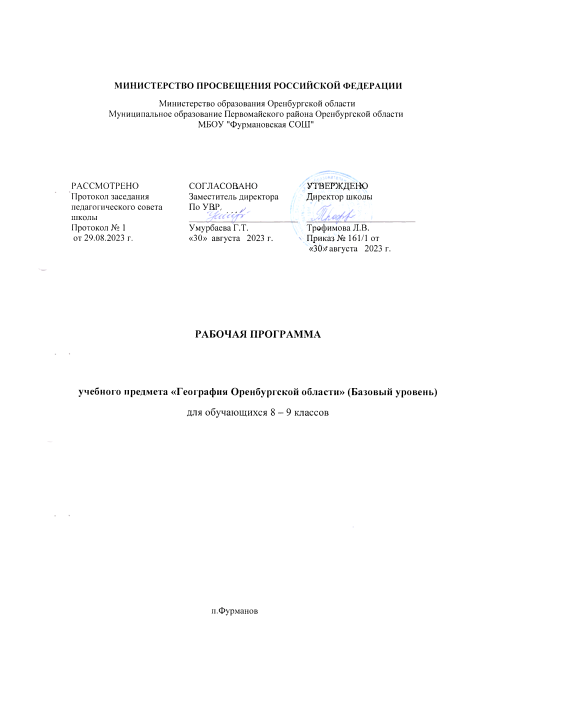 МИНИСТЕРСТВО ПРОСВЕЩЕНИЯ РОССИЙСКОЙ ФЕДЕРАЦИИ
Министерство образования Оренбургской области
Муниципальное образование Первомайского района Оренбургской области
МБОУ "Фурмановская СОШ"
РАССМОТРЕНО
Протокол заседания
педагогического совета
школы
Протокол № 1
от 29.08.2023 г.
СОГЛАСОВАНО
Заместитель директора
По УВР
Умурбаева Г.Т.
«30» августа 2023 г.
УТВЕРЖДЕНО
Директор школы
Трофимова Л.В.
Приказ № 161/1 от
«30» августа 2023 г.
РАБОЧАЯ ПРОГРАММА
учебного предмета «География Оренбургской области» (Базовый уровень)
для обучающихся 8 – 9 классов
п.Фурманов